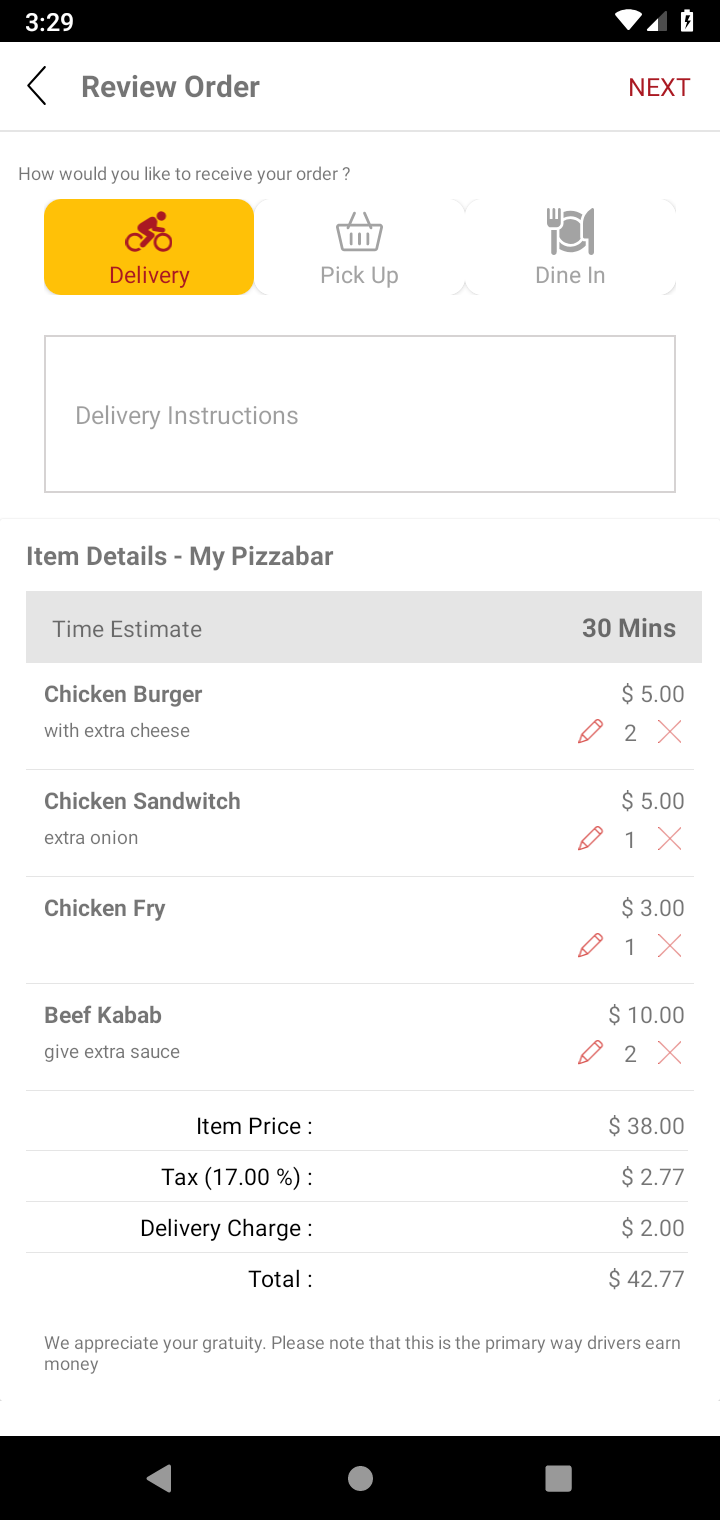 3:29
Review Order
NEXT
How would you like to receive your order ?
Delivery
Pick Up
Dine In
Delivery Instructions
Item Details - My Pizzabar
Time Estimate
30 Mins
Chicken Burger
$ 5.00
with extra cheese
2
Chicken Sandwitch
$ 5.00
extra onion
1
Chicken Fry
$ 3.00
1
Beef Kabab
$ 10.00
give extra sauce
2
Item Price :
$ 38.00
Tax (17.00 %) :
$ 2.77
Delivery Charge :
$ 2.00
Total :
$ 42.77
We appreciate your gratuity. Please note that this is the primary way drivers earn
money